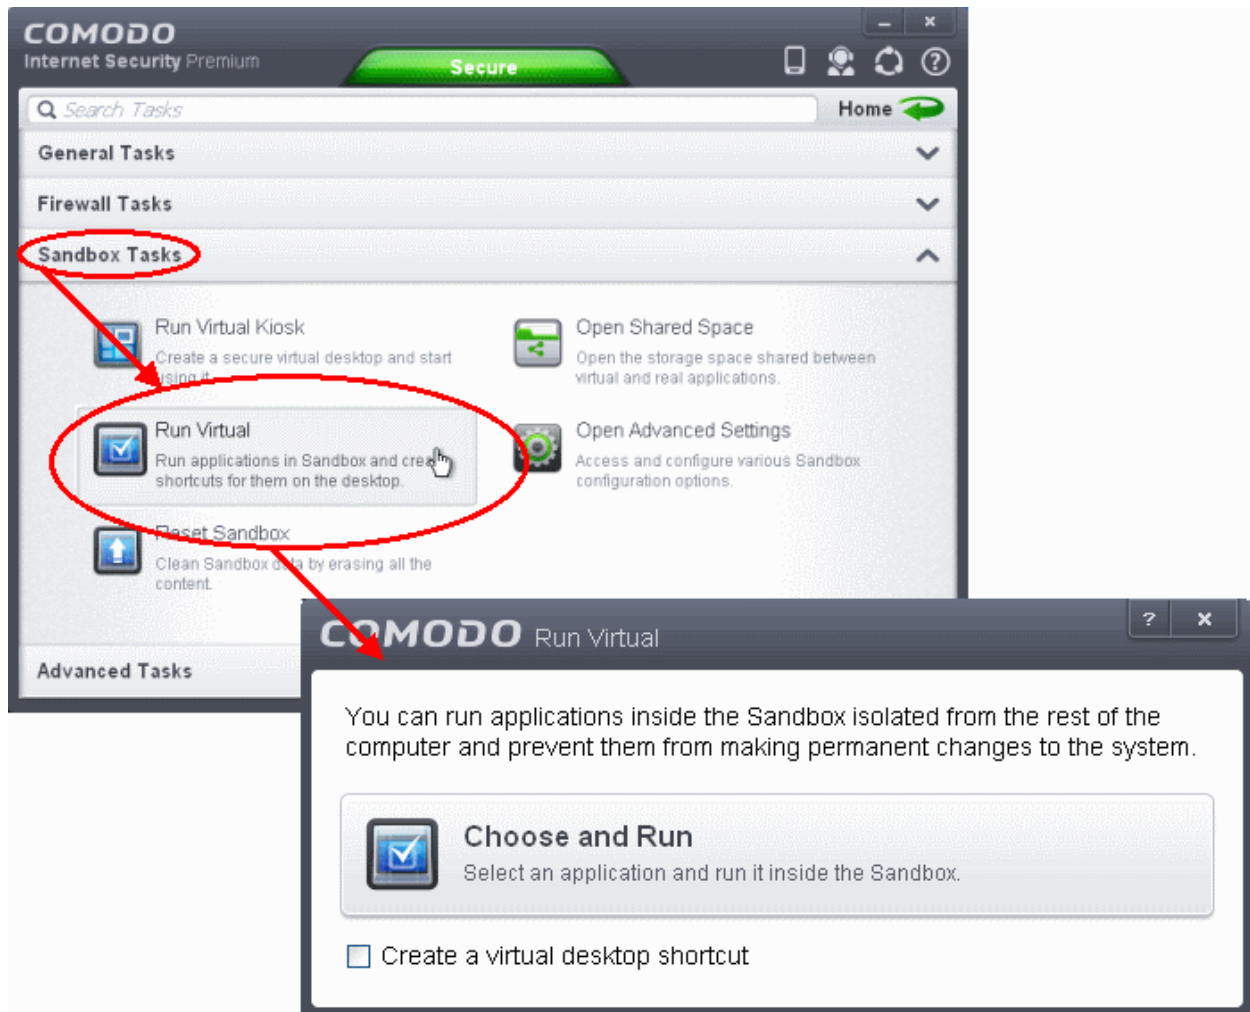 COMODO
Internet Security Premium
Secure
Search Tasks
Home
General Tasks
Firewall Tasks
Sandbox Tasks
Run Virtual Kiosk
Create a secure virtual desktop and start
using it.
Open Shared Space
Open the storage space shared between
virtual and real applications.
Run Virtual
Run applications in Sandbox and create
shortcuts for them on the desktop.
Open Advanced Settings
Access and configure various Sandbox
configuration options.
Reset Sandbox
Clean Sandbox data by erasing all the
content.
Advanced Tasks
COMODO Run Virtual
You can run applications inside the Sandbox isolated from the rest of the
computer and prevent them from making permanent changes to the system.
Choose and Run
Select an application and run it inside the Sandbox.
Create a virtual desktop shortcut